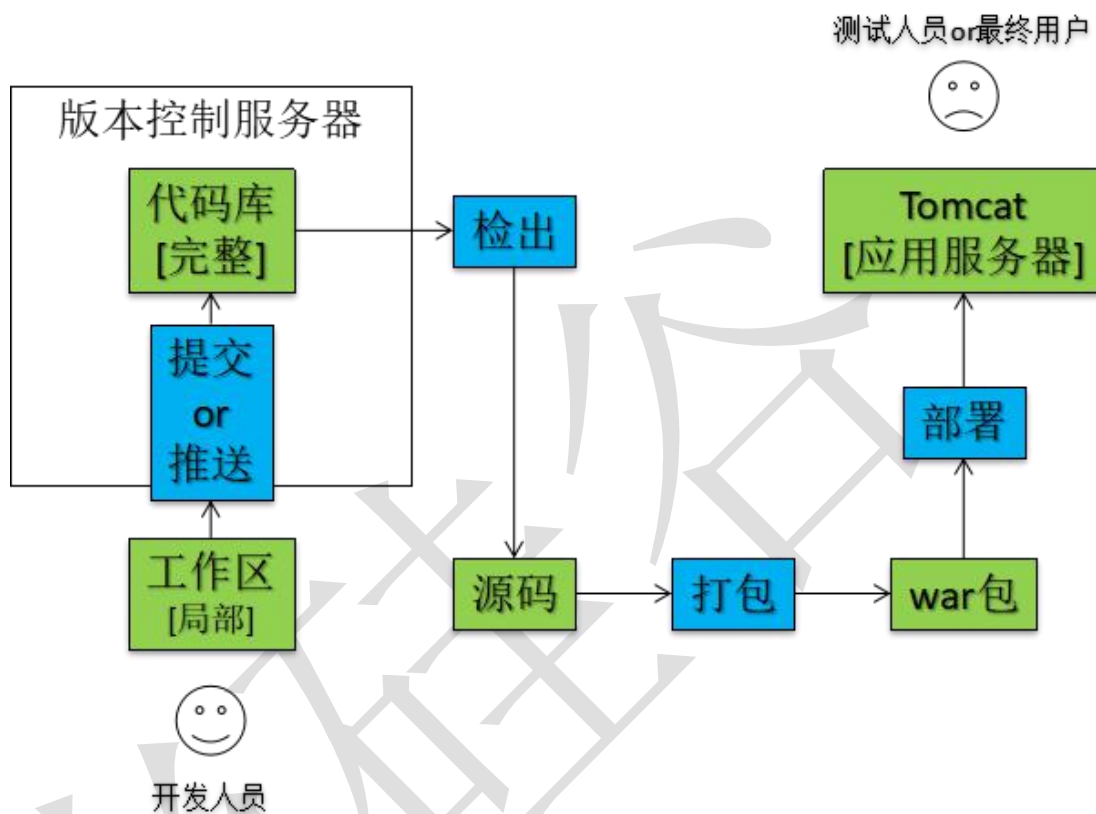 测试人员or最终用户
版本控制服务器
代码库
[完整]
检出
Tomcat
[应用服务器]
提交
or
推送
部署
工作区
[局部]
源码
打包
war包
开发人员
硅谷